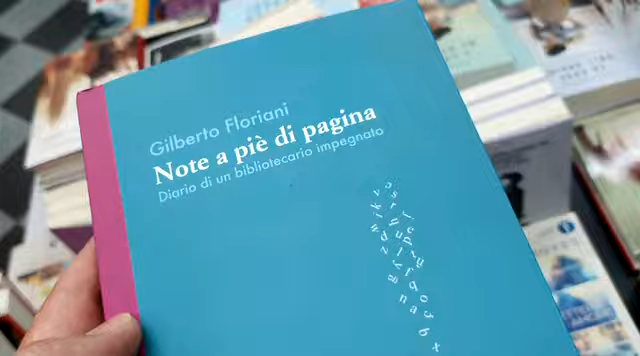 Gilberto Floriani
Note a piè di pagina
Diario di un bibliotecario impegnato